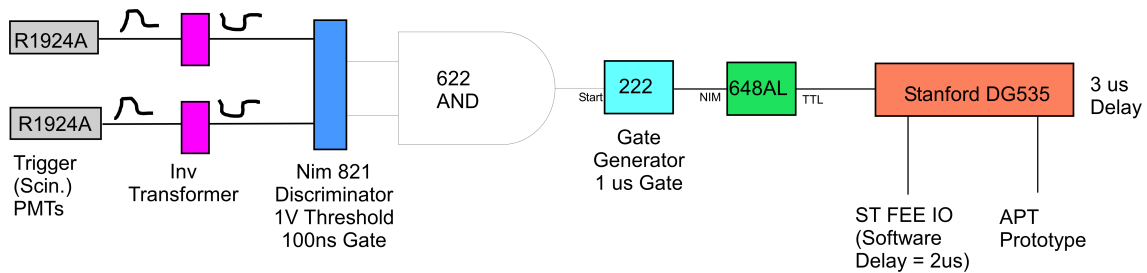 R1924A
R1924A
Trigger
(Scin.)
PMTs
Inv
Transformer
Nim 821
Discriminator
1V Threshold
100ns Gate
622
AND
Start
222
Gate
Generator
1 us Gate
NIM
648AL
TTL
Stanford DG535
3 us
Delay
ST FEE IO
(Software
Delay = 2us)
APT
Prototype